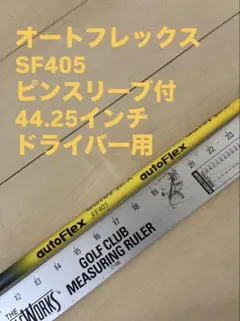 オートフレックス
SF405
ピンスリーブ付
44.25インチ
ドライバー用
autoFlex
autoFlex
SF405
THE
GOLF CLUB
MEASURING RULER